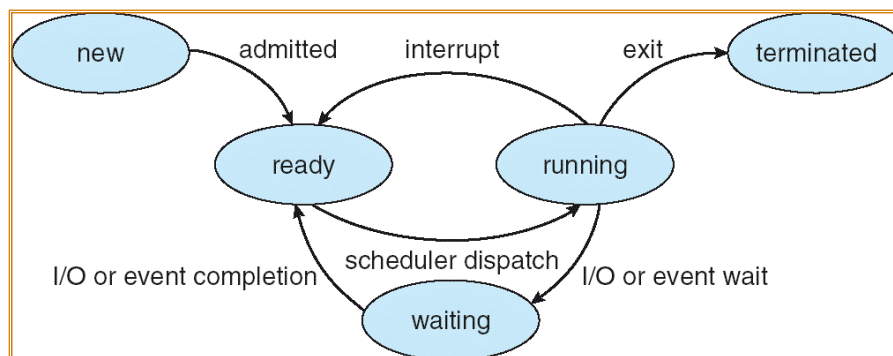 new
admitted
interrupt
exit
terminated
ready
running
I/O or event completion
scheduler dispatch
I/O or event wait
waiting